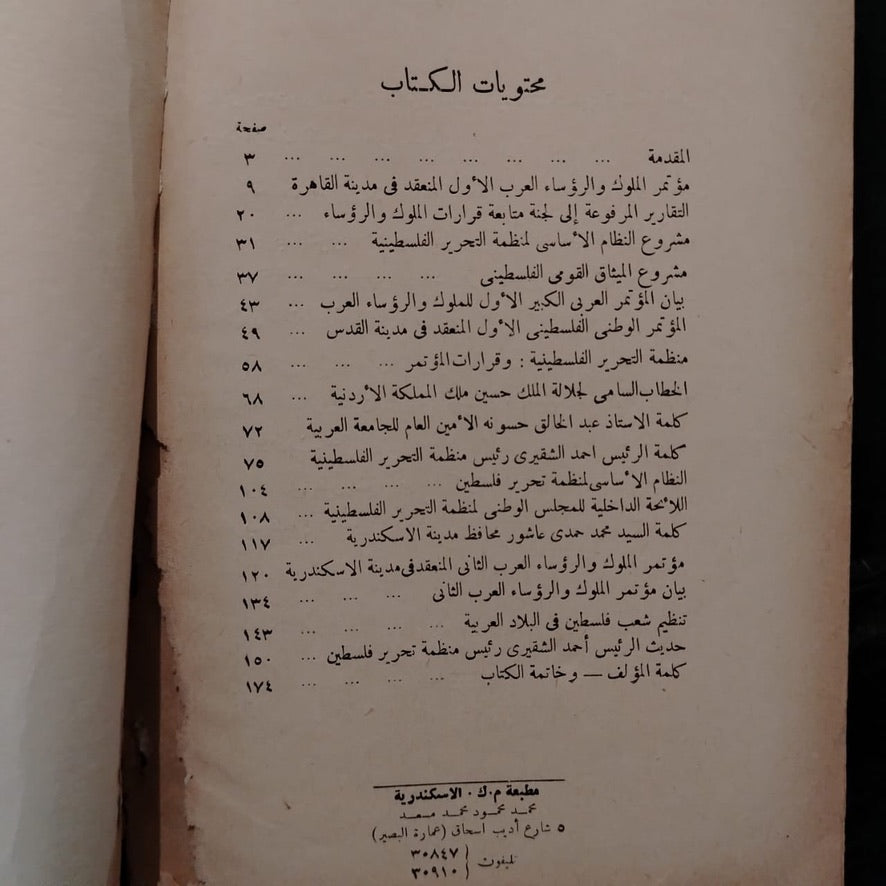 محتويات الكتاب
صفحة
المقدمة ... ... ... ... ... ... ... ... ٣
مؤتمر الملوك والرؤساء العرب الأول المنعقد فى مدينة القاهرة ٩
التقارير المرفوعة إلى لجنة متابعة قرارات الملوك والرؤساء ... ٢٠
مشروع النظام الأساسى لمنظمة التحرير الفلسطينية ... ... ٣١
مشروع الميثاق القومى الفلسطينى ... ... ... ... ٣٧
بيان المؤتمر العربى الكبير الأول للملوك والرؤساء العرب ... ٤٣
المؤتمر الوطنى الفلسطينى الأول المنعقد فى مدينة القدس ... ٤٩
منظمة التحرير الفلسطينية : وقرارات المؤتمر ... ... ... ٥٨
الخطاب السامى لجلالة الملك حسين ملك المملكة الأردنية ... ٦٨
كلمة الاستاذ عبد الخالق حسونه الأمين العام للجامعة العربية ٧٢
كلمة الرئيس احمد الشقيرى رئيس منظمة التحرير الفلسطينية ٧٥
النظام الأساسى لمنظمة تحرير فلسطين ... ... ... ... ١٠٤
اللائحة الداخلية للمجلس الوطنى لمنظمة التحرير الفلسطينية ... ١٠٨
كلمة السيد محمد حمدى عاشور محافظ مدينة الاسكندرية ... ١١٧
مؤتمر الملوك والرؤساء العرب الثانى المنعقد فى مدينة الاسكندرية ١٢٠
بيان مؤتمر الملوك والرؤساء العرب الثانى ... ... ... ١٣٤
تنظيم شعب فلسطين فى البلاد العربية ... ... ... ... ١٤٣
حديث الرئيس أحمد الشقيرى رئيس منظمة تحرير فلسطين ... ١٥٠
كلمة المؤلف — وخاتمة الكتاب ... ... ... ... ١٧٤
مطبعة م.ك. الاسكندرية
محمد محمود محمد مسعد
٥ شارع أديب اسحاق (عمارة البصير)
تليفون ٣٠٨٤٧
٣٠٩١٠